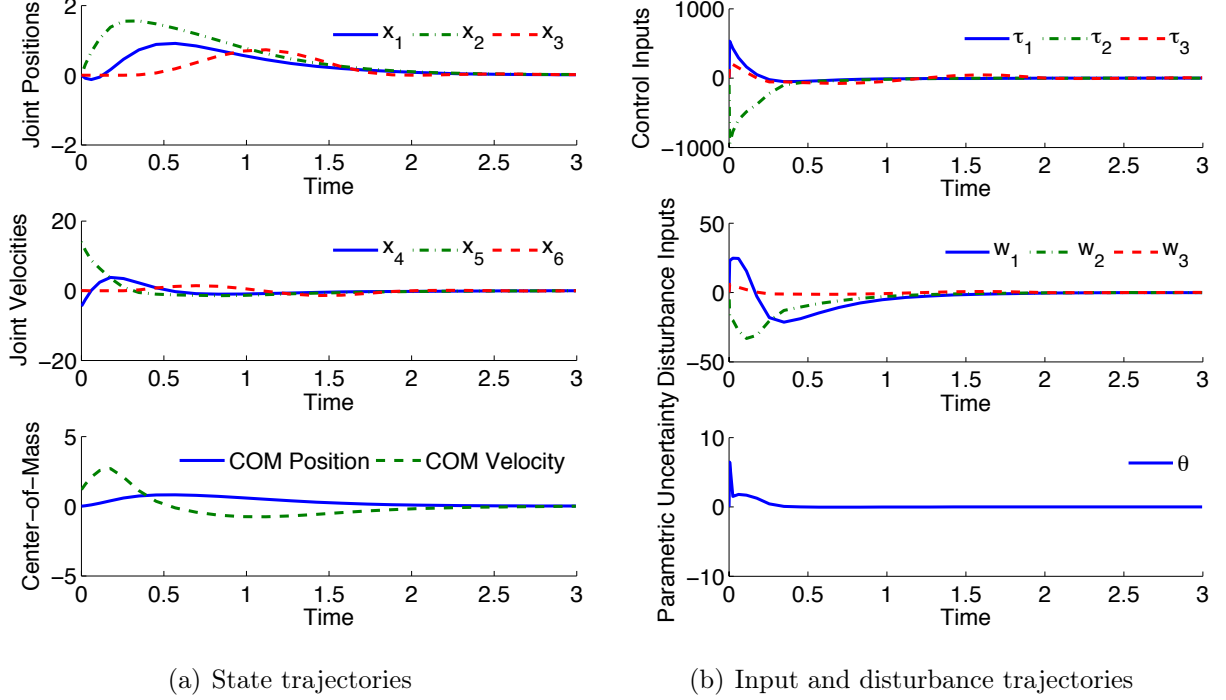 Joint Positions
2
0
−2
x1 x2 x3
0 0.5 1 1.5 2 2.5 3
Time
Joint Velocities
20
0
−20
x4 x5 x6
0 0.5 1 1.5 2 2.5 3
Time
Center−of−Mass
5
0
−5
COM Position COM Velocity
0 0.5 1 1.5 2 2.5 3
Time
(a) State trajectories
Control Inputs
1000
0
−1000
τ1 τ2 τ3
0 0.5 1 1.5 2 2.5 3
Time
Disturbance Inputs
50
0
−50
w1 w2 w3
0 0.5 1 1.5 2 2.5 3
Time
Parametric Uncertainty
10
0
−10
θ
0 0.5 1 1.5 2 2.5 3
Time
(b) Input and disturbance trajectories